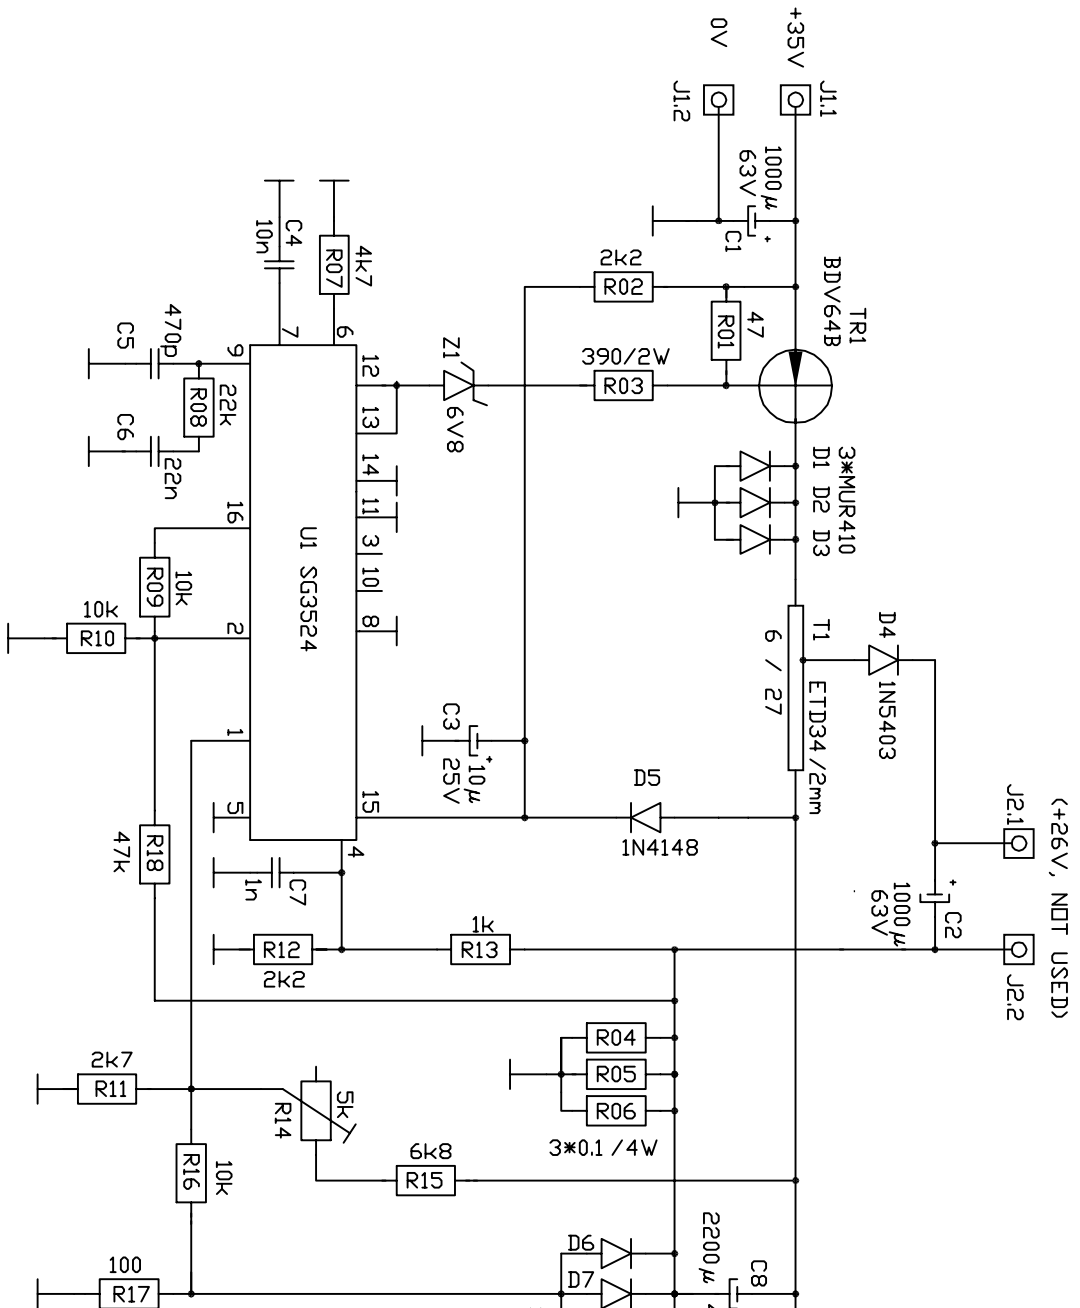 +35V
0V
J1.1
J1.2
1000µ
63V
+
C1
BDV64B
TR1
2k2
R02
47
R01
390/2W
R03
4k7
R07
C4
10n
7
6
470p
C5
9
R08
22k
C6
22n
12
13
Z1
6V8
14
11
3
10
8
U1 SG3524
16
2
1
5
15
4
3*MUR410
D1 D2 D3
T1
6 / 27
ETD34/2mm
D4
1N5403
R09
10k
10k
R10
C3
+
10µ
25V
D5
1N4148
R18
47k
C7
1n
J2.1
(+26V, NOT USED)
+
1000µ
63V
C2
J2.2
R12
2k2
1k
R13
R04
R05
R06
3*0.1/4W
2k7
R11
5k
R14
6k8
R15
R16
10k
100
R17
D6
D7
2200µ
C8